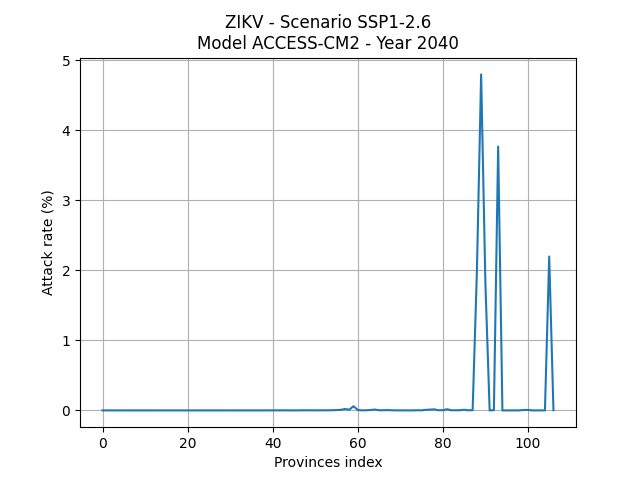 ZIKV - Scenario SSP1-2.6
Model ACCESS-CM2 - Year 2040
5
4
3
2
1
0
Attack rate (%)
0 20 40 60 80 100
Provinces index